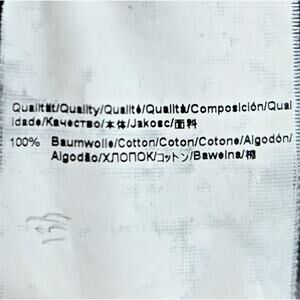 Qualität/Quality/Qualité/Qualità/Composición/Qual
idade/Качество/本体/Jakosc/面料
100% Baumwolle/Cotton/Coton/Cotone/Algodón/
Algodão/ХЛОПОК/コットン/Bawelna/棉